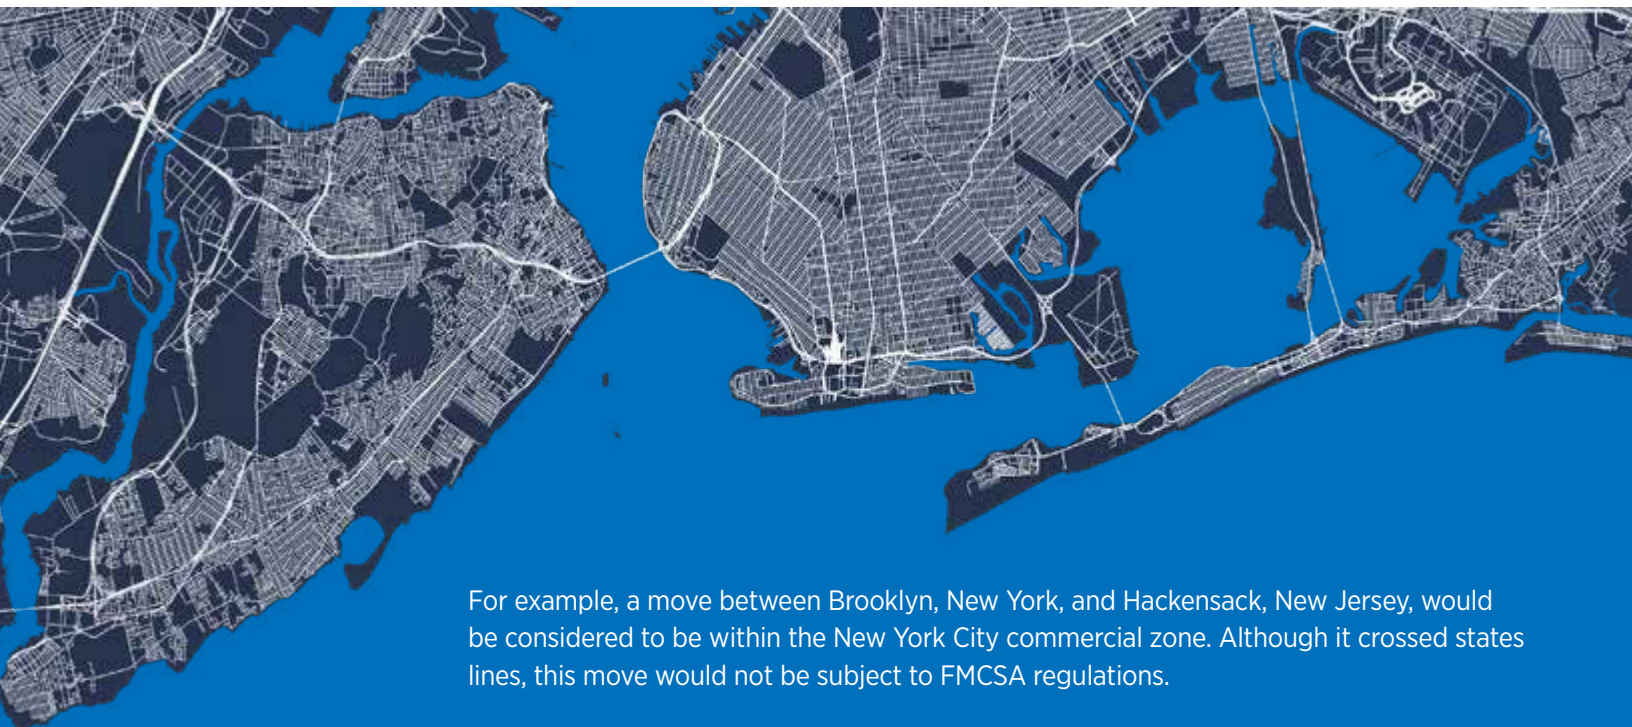 For example, a move between Brooklyn, New York, and Hackensack, New Jersey, would
be considered to be within the New York City commercial zone. Although it crossed states
lines, this move would not be subject to FMCSA regulations.